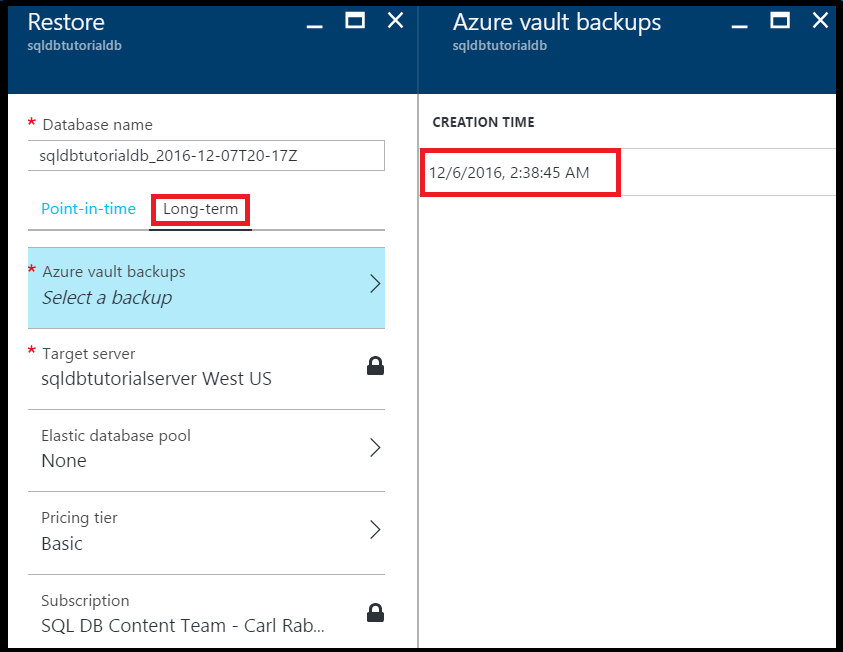 Restore
sqldbtutorialdb
* Database name
sqldbtutorialdb_2016-12-07T20-17Z
Point-in-time Long-term
* Azure vault backups
Select a backup
* Target server
sqldbtutorialserver West US
Elastic database pool
None
Pricing tier
Basic
Subscription
SQL DB Content Team - Carl Rab...
Azure vault backups
sqldbtutorialdb
CREATION TIME
12/6/2016, 2:38:45 AM